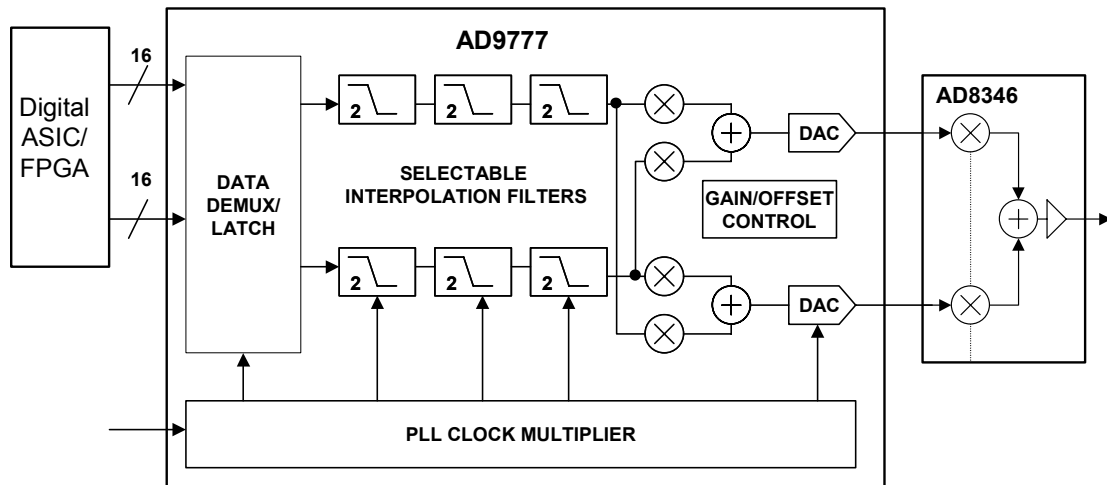 AD9777
16
Digital
ASIC/
FPGA
16
DATA
DEMUX/
LATCH
2
2
2
SELECTABLE
INTERPOLATION FILTERS
2
2
2
DAC
GAIN/OFFSET
CONTROL
DAC
AD8346
PLL CLOCK MULTIPLIER